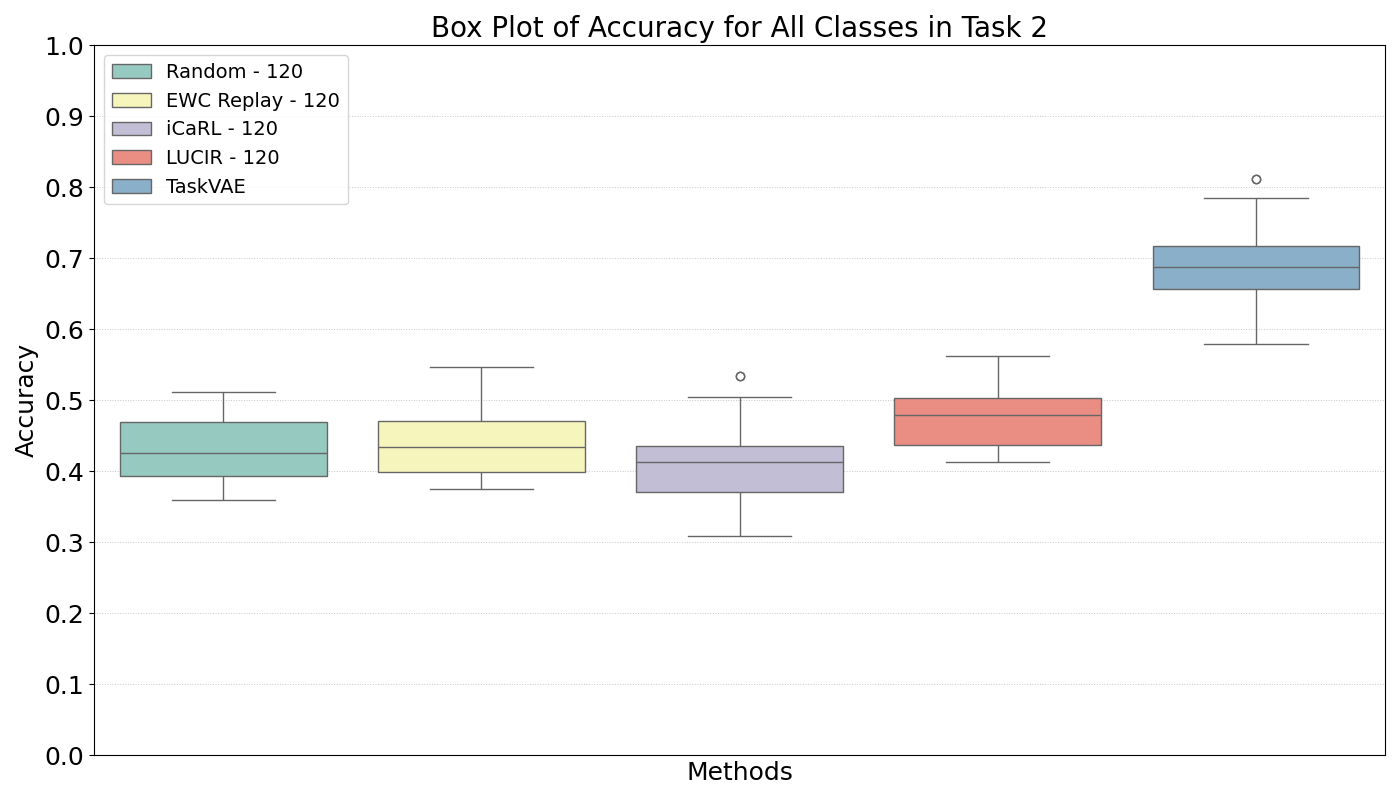 Box Plot of Accuracy for All Classes in Task 2
1.0
0.9
0.8
0.7
0.6
0.5
0.4
0.3
0.2
0.1
0.0
Accuracy
Random - 120
EWC Replay - 120
iCaRL - 120
LUCIR - 120
TaskVAE
Methods